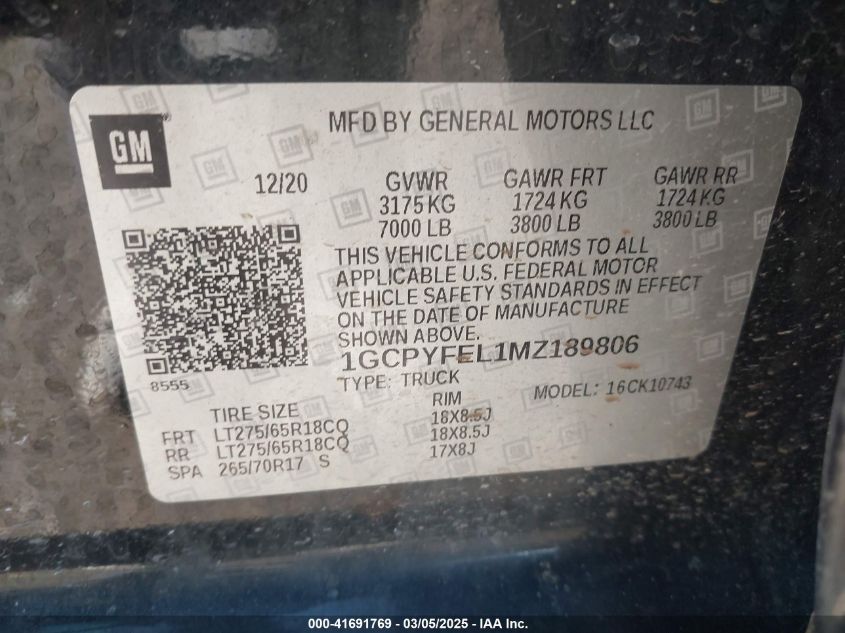 GM
MFD BY GENERAL MOTORS LLC
12/20 GVWR GAWR FRT GAWR RR
3175 KG 1724 KG 1724 KG
7000 LB 3800 LB 3800 LB
THIS VEHICLE CONFORMS TO ALL
APPLICABLE U.S. FEDERAL MOTOR
VEHICLE SAFETY STANDARDS IN EFFECT
ON THE DATE OF MANUFACTURE
SHOWN ABOVE.
1GCPYFEL1MZ189806
8555
TYPE: TRUCK MODEL: 16CK10743
TIRE SIZE RIM
FRT LT275/65R18CQ 18X8.5J
RR LT275/65R18CQ 18X8.5J
SPA 265/70R17 S 17X8J
000-41691769 - 03/05/2025 - IAA Inc.